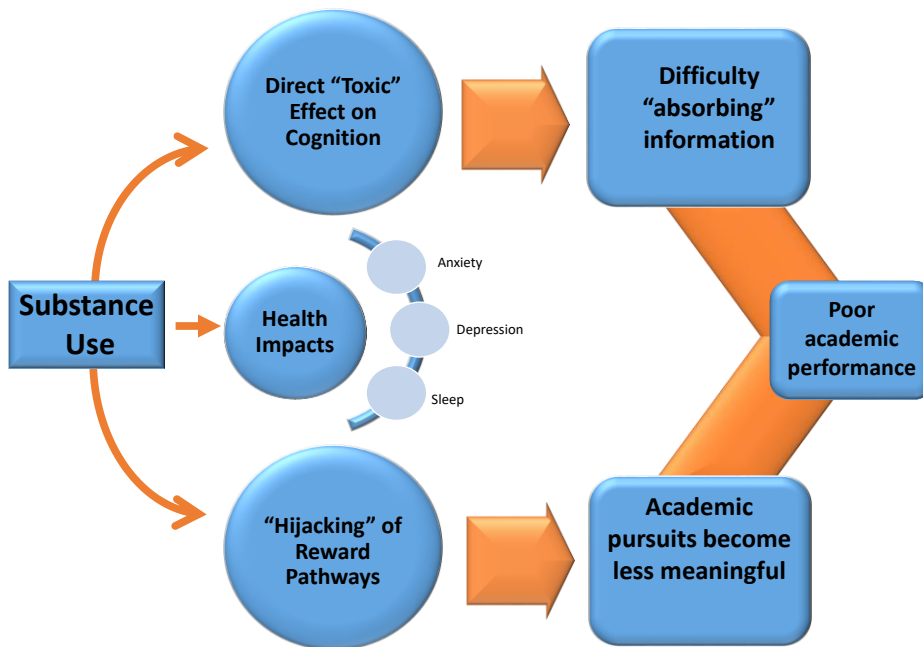 Substance
Use
Direct “Toxic”
Effect on
Cognition
Difficulty
“absorbing”
information
Health
Impacts
Anxiety
Depression
Sleep
“Hijacking” of
Reward
Pathways
Academic
pursuits become
less meaningful
Poor
academic
performance